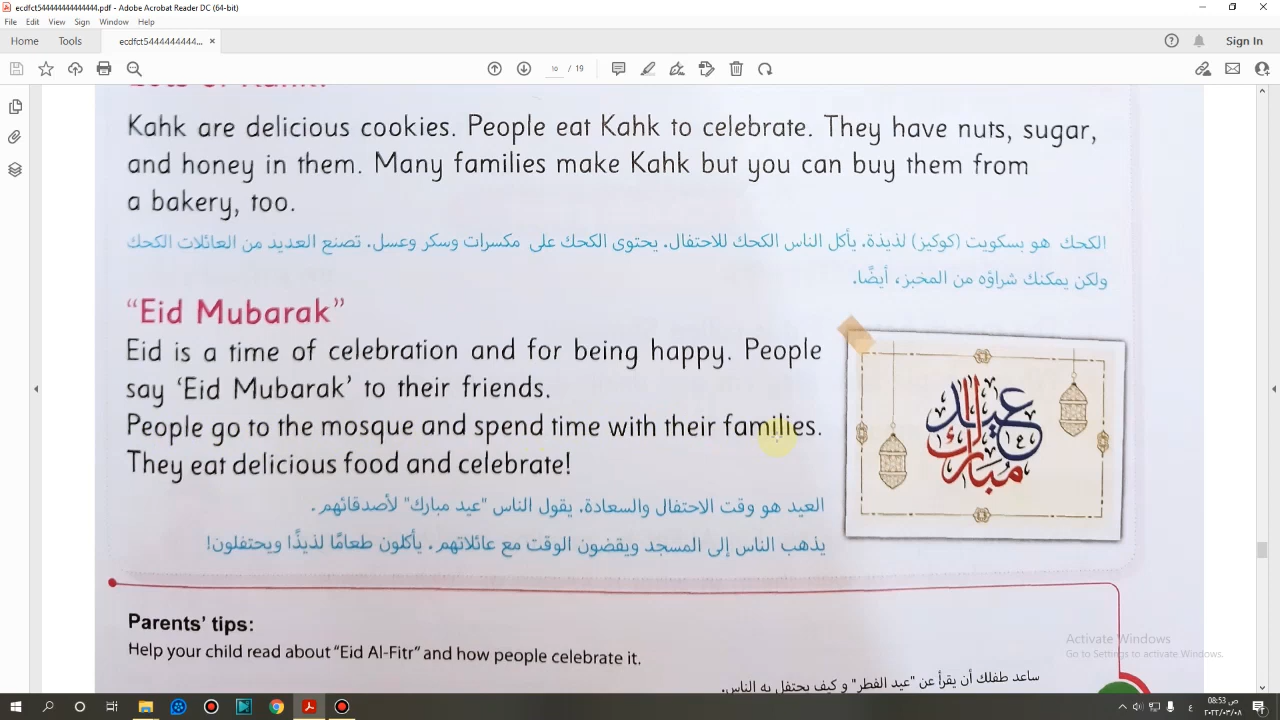 ecdfct544444444444444.pdf - Adobe Acrobat Reader DC (64-bit)
File Edit View Sign Window Help
Home Tools ecdfct5444444444... Sign In
10 / 19
Kahk are delicious cookies. People eat Kahk to celebrate. They have nuts, sugar,
and honey in them. Many families make Kahk but you can buy them from
a bakery, too.
الكحك هو بسكويت (كوكيز) لذيذة. يأكل الناس الكحك للاحتفال. يحتوى الكحك على مكسرات وسكر وعسل. تصنع العديد من العائلات الكحك
ولكن يمكنك شراؤه من المخبز، أيضًا.
“Eid Mubarak”
Eid is a time of celebration and for being happy. People
say ‘Eid Mubarak’ to their friends.
People go to the mosque and spend time with their families.
They eat delicious food and celebrate!
عيد مبارك
العيد هو وقت الاحتفال والسعادة. يقول الناس "عيد مبارك" لأصدقائهم.
يذهب الناس إلى المسجد ويقضون الوقت مع عائلاتهم. يأكلون طعامًا لذيذًا ويحتفلون!
Parents’ tips:
Help your child read about “Eid Al-Fitr” and how people celebrate it.
ساعد طفلك أن يقرأ عن "عيد الفطر" و كيف يحتفل به الناس.
Activate Windows
Go to Settings to activate Windows.
ع
08:53 ص
٢٠٢٢/٠٣/٠٨